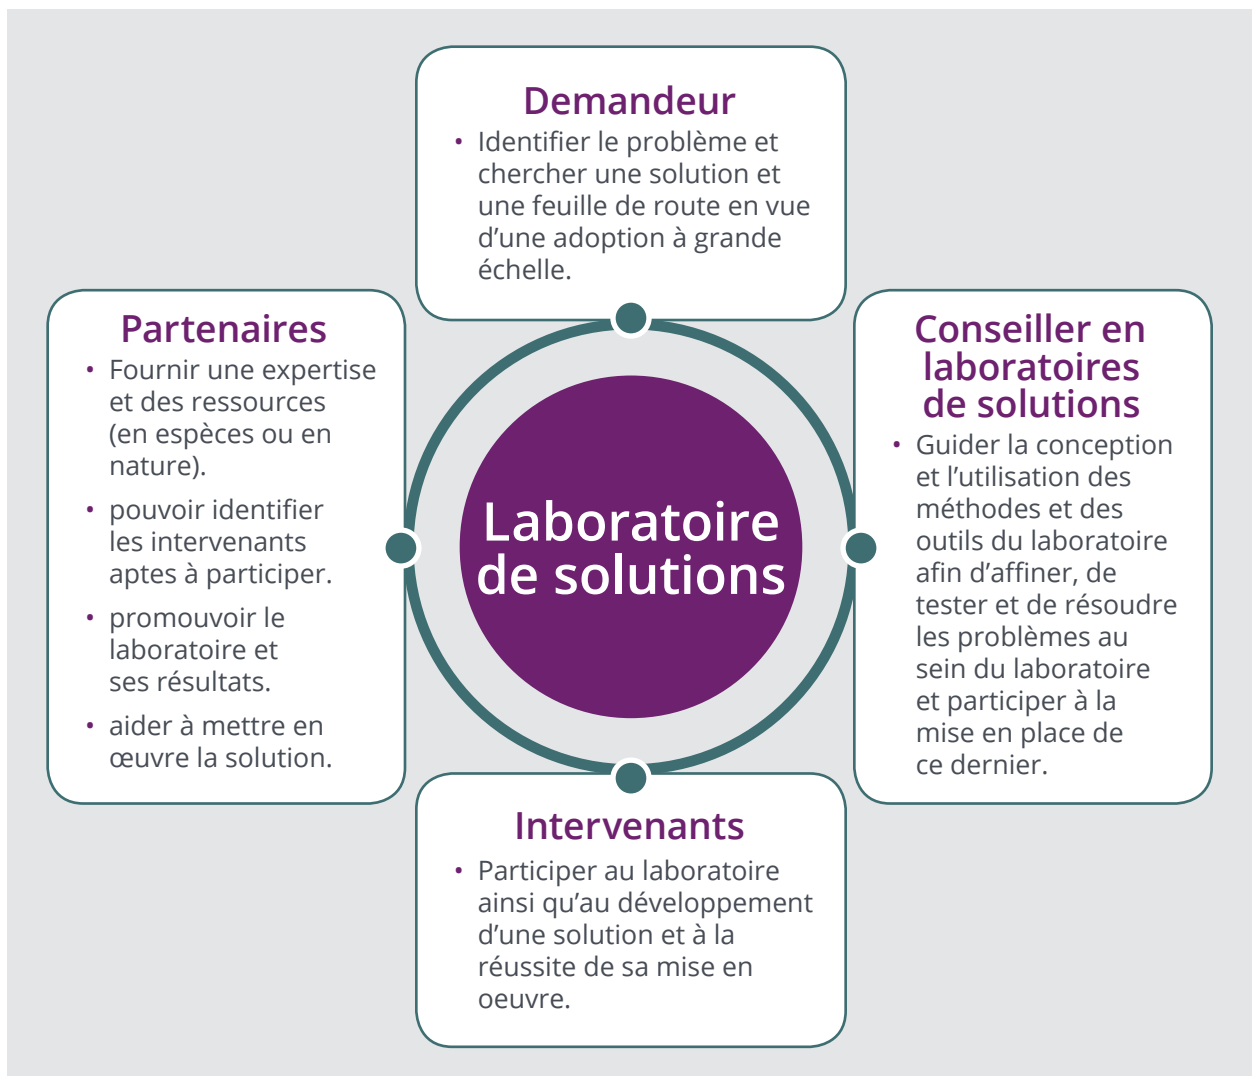 Demandeur
• Identifier le problème et
chercher une solution et
une feuille de route en vue
d’une adoption à grande
échelle.
Partenaires
• Fournir une expertise
et des ressources
(en espèces ou en
nature).
• pouvoir identifier
les intervenants
aptes à participer.
• promouvoir le
laboratoire et
ses résultats.
• aider à mettre en
œuvre la solution.
Laboratoire
de solutions
Conseiller en
laboratoires
de solutions
• Guider la conception
et l’utilisation des
méthodes et des
outils du laboratoire
afin d’affiner, de
tester et de résoudre
les problèmes au
sein du laboratoire
et participer à la
mise en place de
ce dernier.
Intervenants
• Participer au laboratoire
ainsi qu’au développement
d’une solution et à la
réussite de sa mise en
oeuvre.